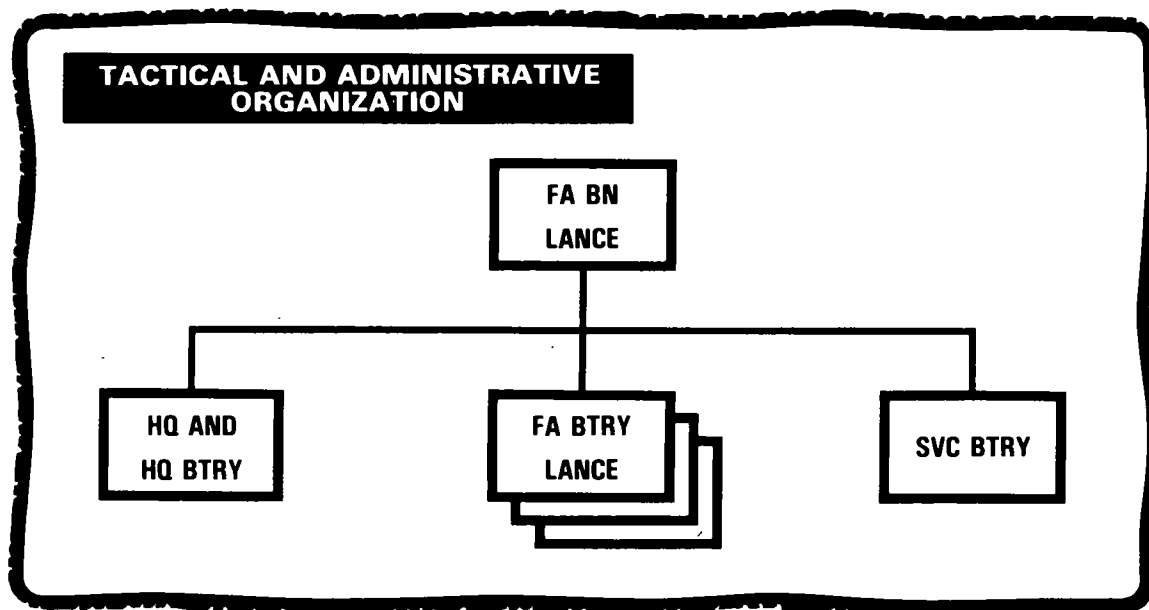 TACTICAL AND ADMINISTRATIVE
ORGANIZATION
FA BN
LANCE
HQ AND
HQ BTRY
FA BTRY
LANCE
SVC BTRY